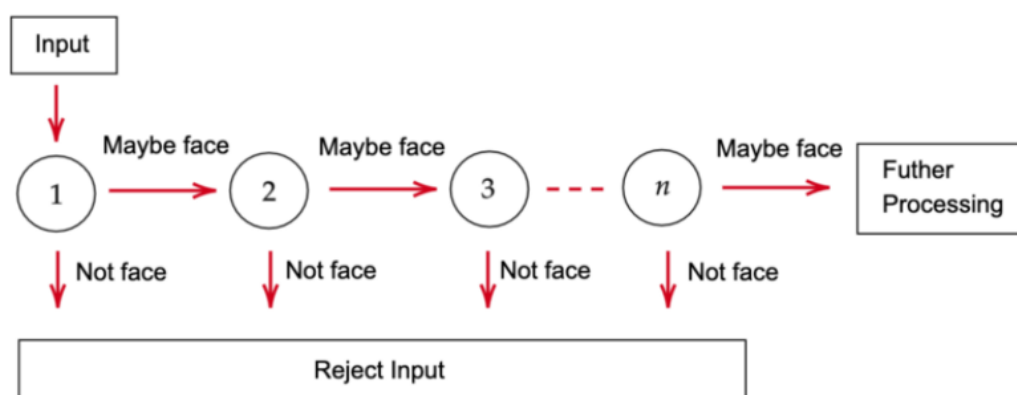 Input
Maybe face
Maybe face
Maybe face
1
2
3
n
Futher
Processing
Not face
Not face
Not face
Not face
Reject Input